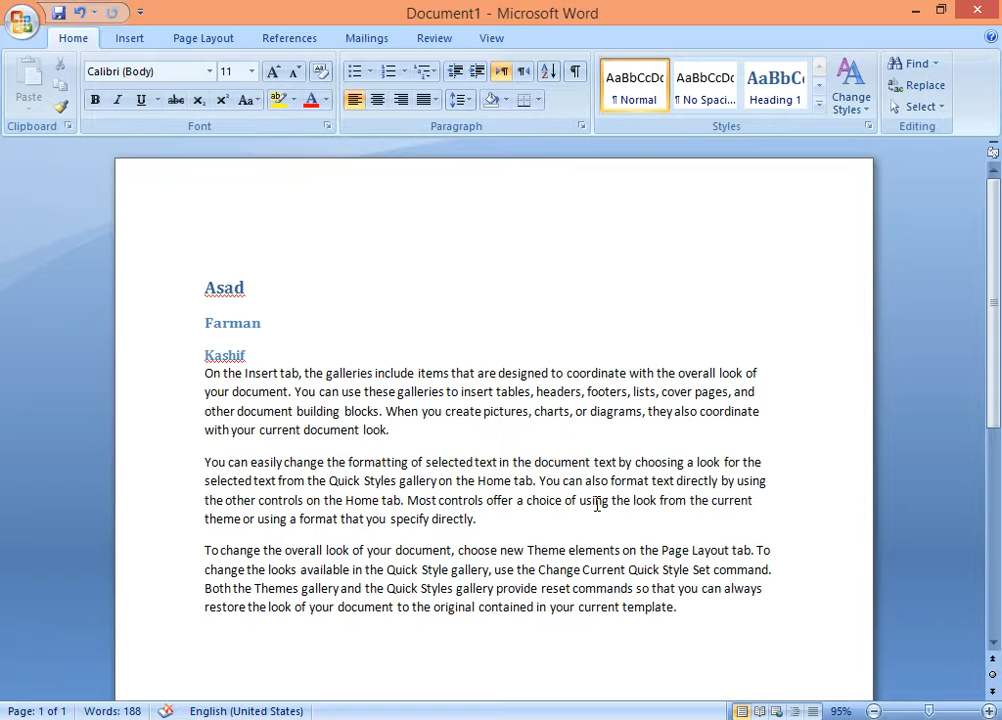 Document1 - Microsoft Word
Home Insert Page Layout References Mailings Review View
Paste
Calibri (Body) 11
AaBbCcDc AaBbCcDc AaBbC
¶ Normal ¶ No Spaci... Heading 1
Change Styles
Find
Replace
Select
Clipboard Font Paragraph Styles Editing
Asad
Farman
Kashif
On the Insert tab, the galleries include items that are designed to coordinate with the overall look of
your document. You can use these galleries to insert tables, headers, footers, lists, cover pages, and
other document building blocks. When you create pictures, charts, or diagrams, they also coordinate
with your current document look.
You can easily change the formatting of selected text in the document text by choosing a look for the
selected text from the Quick Styles gallery on the Home tab. You can also format text directly by using
the other controls on the Home tab. Most controls offer a choice of using the look from the current
theme or using a format that you specify directly.
To change the overall look of your document, choose new Theme elements on the Page Layout tab. To
change the looks available in the Quick Style gallery, use the Change Current Quick Style Set command.
Both the Themes gallery and the Quick Styles gallery provide reset commands so that you can always
restore the look of your document to the original contained in your current template.
Page: 1 of 1 Words: 188 English (United States) 95%